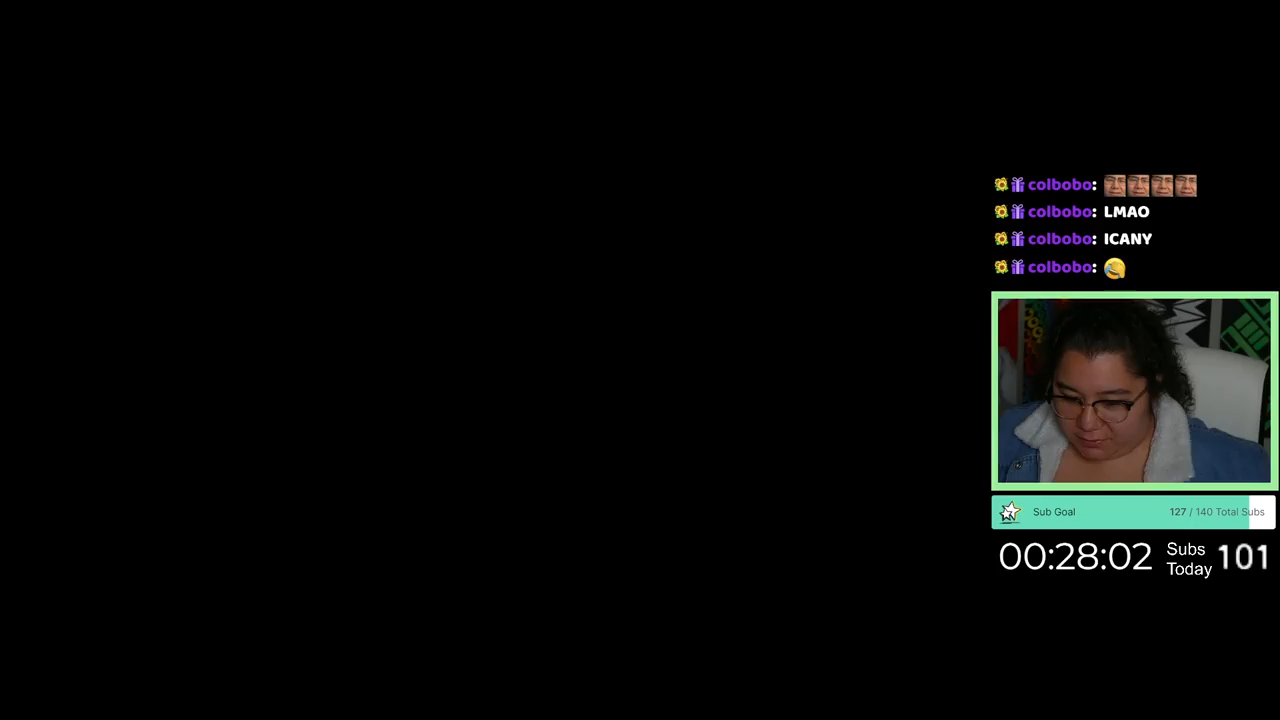 colbobo:
colbobo: LMAO
colbobo: ICANY
colbobo:
Sub Goal 127 / 140 Total Subs
00:28:02 Subs Today 101